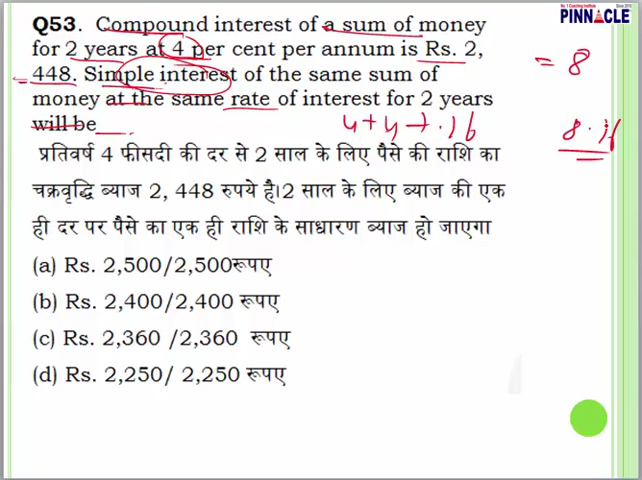 Since 2012
PINNACLE
Q53. Compound interest of a sum of money
for 2 years at 4 per cent per annum is Rs. 2,
448. Simple interest of the same sum of
money at the same rate of interest for 2 years
will be ___
= 8
4+4+.16
8.16
प्रतिवर्ष 4 फीसदी की दर से 2 साल के लिए पैसे की राशि का
चक्रवृद्धि ब्याज 2, 448 रुपये है।2 साल के लिए ब्याज की एक
ही दर पर पैसे का एक ही राशि के साधारण ब्याज हो जाएगा
(a) Rs. 2,500/2,500रूपए
(b) Rs. 2,400/2,400 रूपए
(c) Rs. 2,360 /2,360  रूपए
(d) Rs. 2,250/ 2,250 रूपए